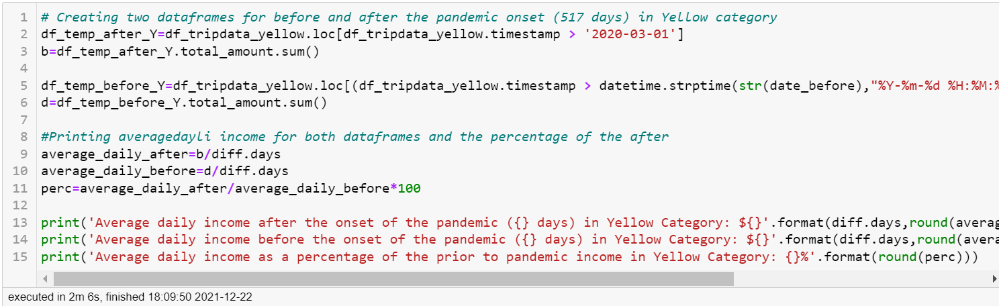 1 # Creating two dataframes for before and after the pandemic onset (517 days) in Yellow category
2 df_temp_after_Y=df_tripdata_yellow.loc[df_tripdata_yellow.timestamp > '2020-03-01']
3 b=df_temp_after_Y.total_amount.sum()
4
5 df_temp_before_Y=df_tripdata_yellow.loc[(df_tripdata_yellow.timestamp > datetime.strptime(str(date_before),"%Y-%m-%d %H:%M:%
6 d=df_temp_before_Y.total_amount.sum()
7
8 #Printing averagedayli income for both dataframes and the percentage of the after
9 average_daily_after=b/diff.days
10 average_daily_before=d/diff.days
11 perc=average_daily_after/average_daily_before*100
12
13 print('Average daily income after the onset of the pandemic ({} days) in Yellow Category: ${}'.format(diff.days,round(averag
14 print('Average daily income before the onset of the pandemic ({} days) in Yellow Category: ${}'.format(diff.days,round(avera
15 print('Average daily income as a percentage of the prior to pandemic income in Yellow Category: {}%'.format(round(perc)))
executed in 2m 6s, finished 18:09:50 2021-12-22